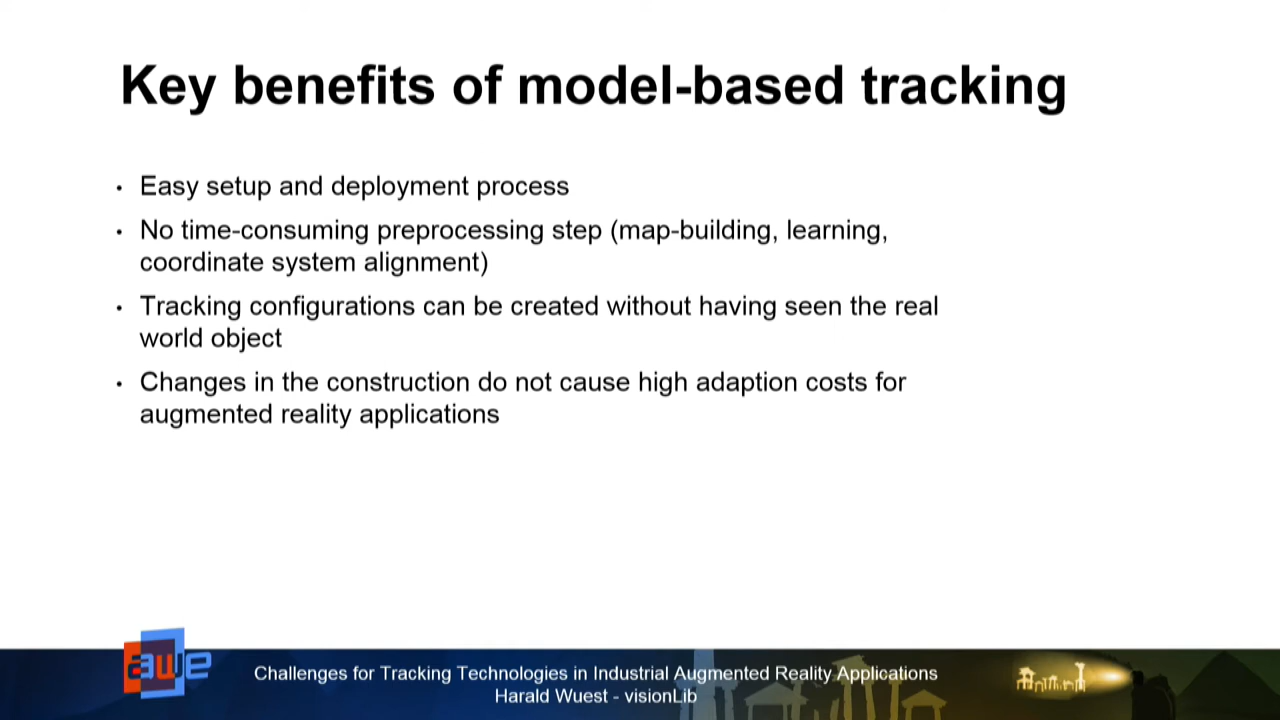 Key benefits of model-based tracking
• Easy setup and deployment process
• No time-consuming preprocessing step (map-building, learning,
coordinate system alignment)
• Tracking configurations can be created without having seen the real
world object
• Changes in the construction do not cause high adaption costs for
augmented reality applications
awe
Challenges for Tracking Technologies in Industrial Augmented Reality Applications
Harald Wuest - visionLib